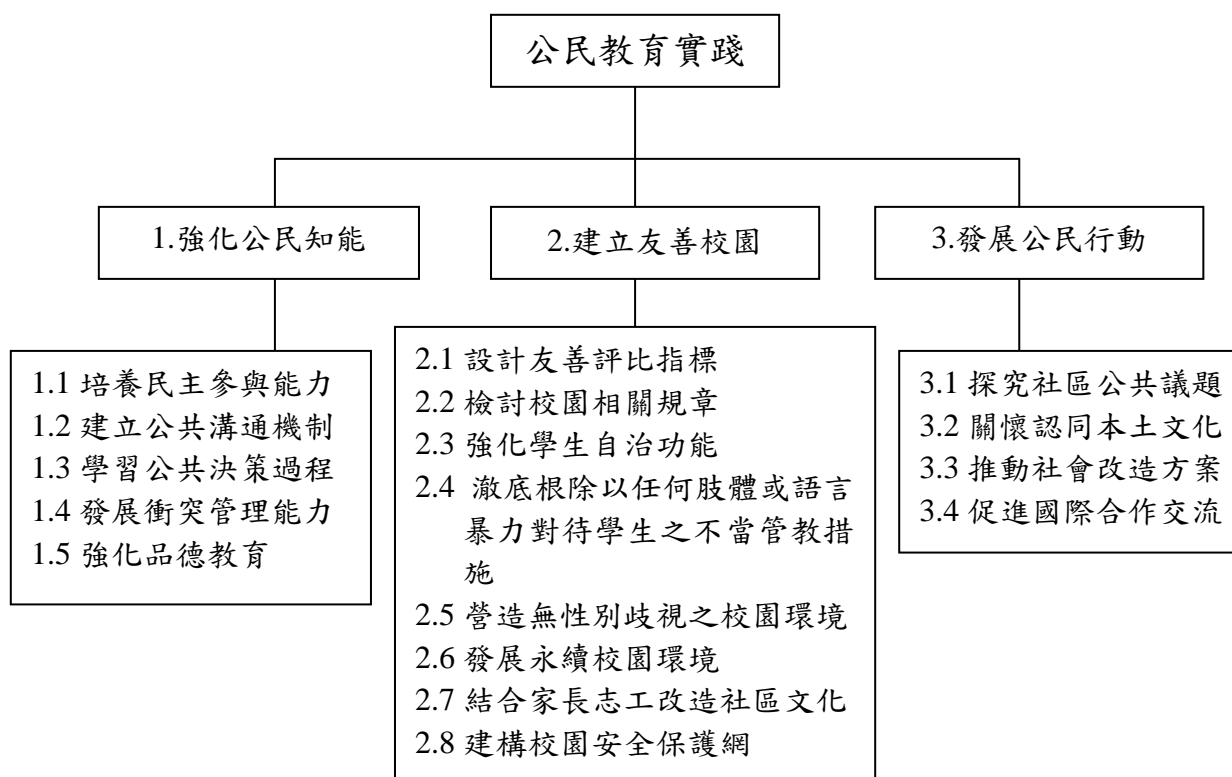 公民教育實踐
1.強化公民知能
2.建立友善校園
3.發展公民行動
1.1 培養民主參與能力
1.2 建立公共溝通機制
1.3 學習公共決策過程
1.4 發展衝突管理能力
1.5 強化品德教育
2.1 設計友善評比指標
2.2 檢討校園相關規章
2.3 強化學生自治功能
2.4 澈底根除以任何肢體或語言
暴力對待學生之不當管教措
施
2.5 營造無性別歧視之校園環境
2.6 發展永續校園環境
2.7 結合家長志工改造社區文化
2.8 建構校園安全保護網
3.1 探究社區公共議題
3.2 關懷認同本土文化
3.3 推動社會改造方案
3.4 促進國際合作交流